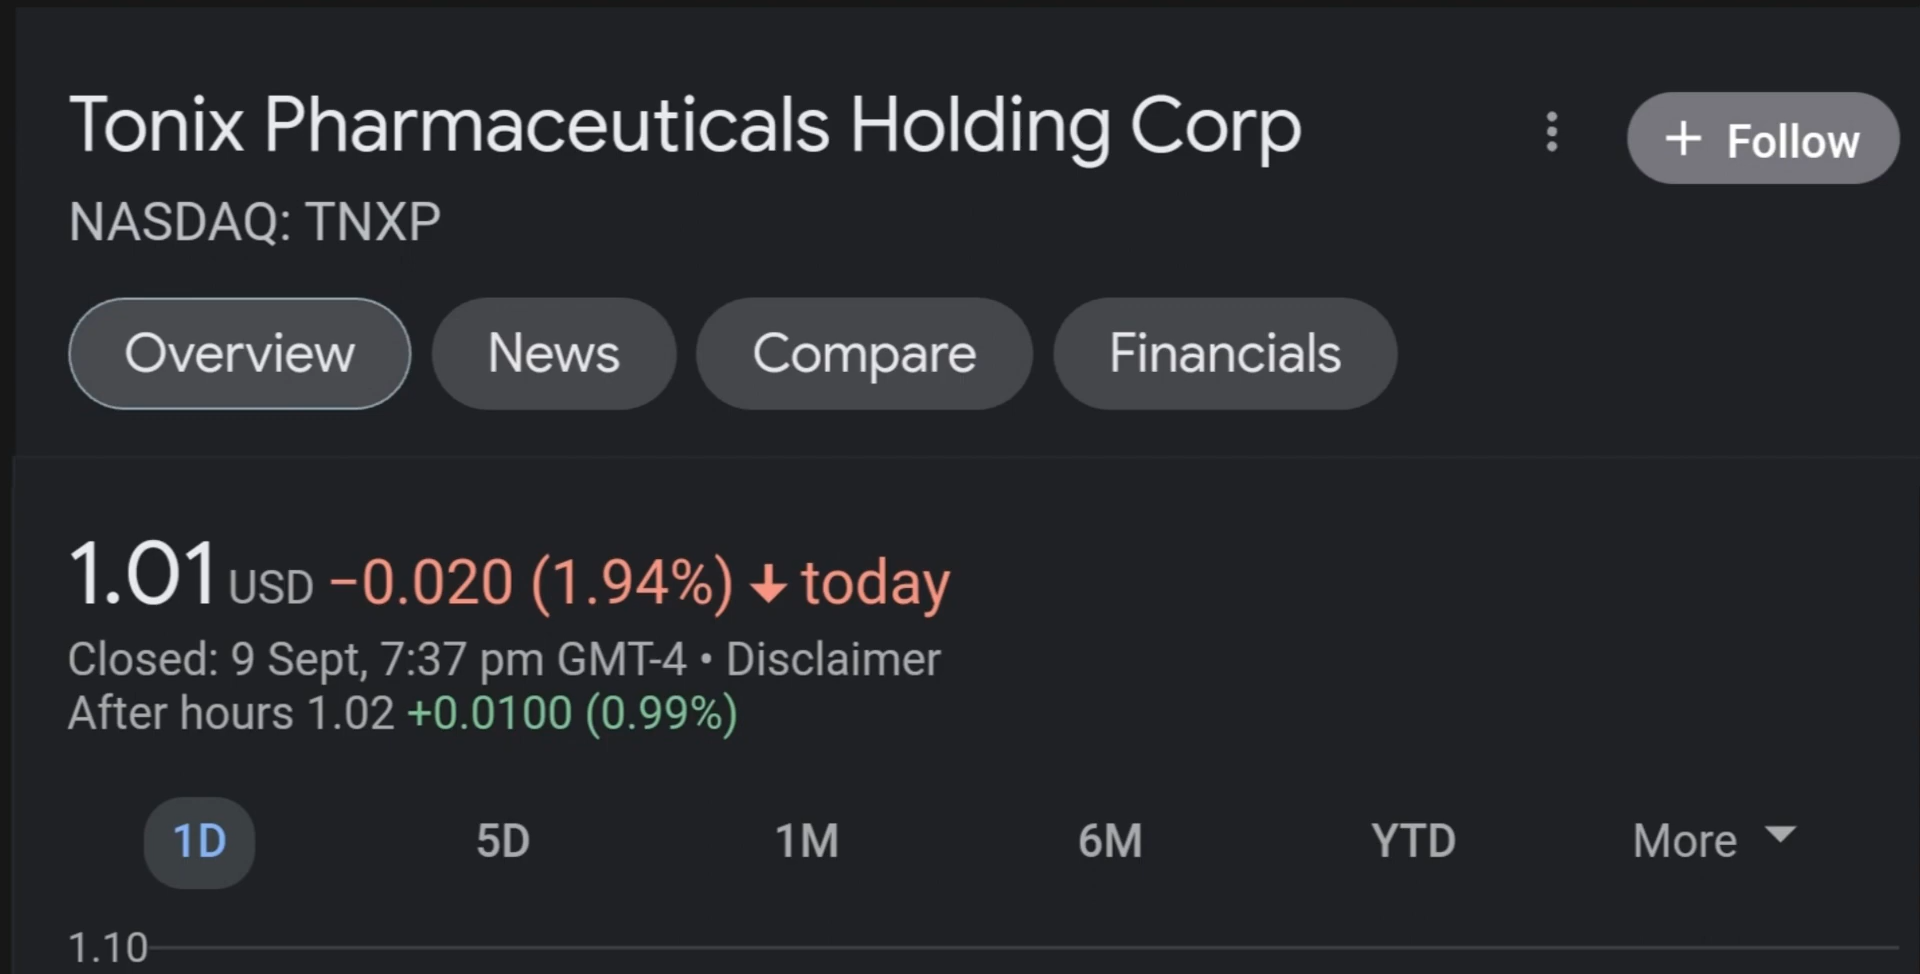 Tonix Pharmaceuticals Holding Corp
+ Follow
NASDAQ: TNXP
Overview News Compare Financials
1.01 USD −0.020 (1.94%) ↓ today
Closed: 9 Sept, 7:37 pm GMT-4 • Disclaimer
After hours 1.02 +0.0100 (0.99%)
1D 5D 1M 6M YTD More
1.10